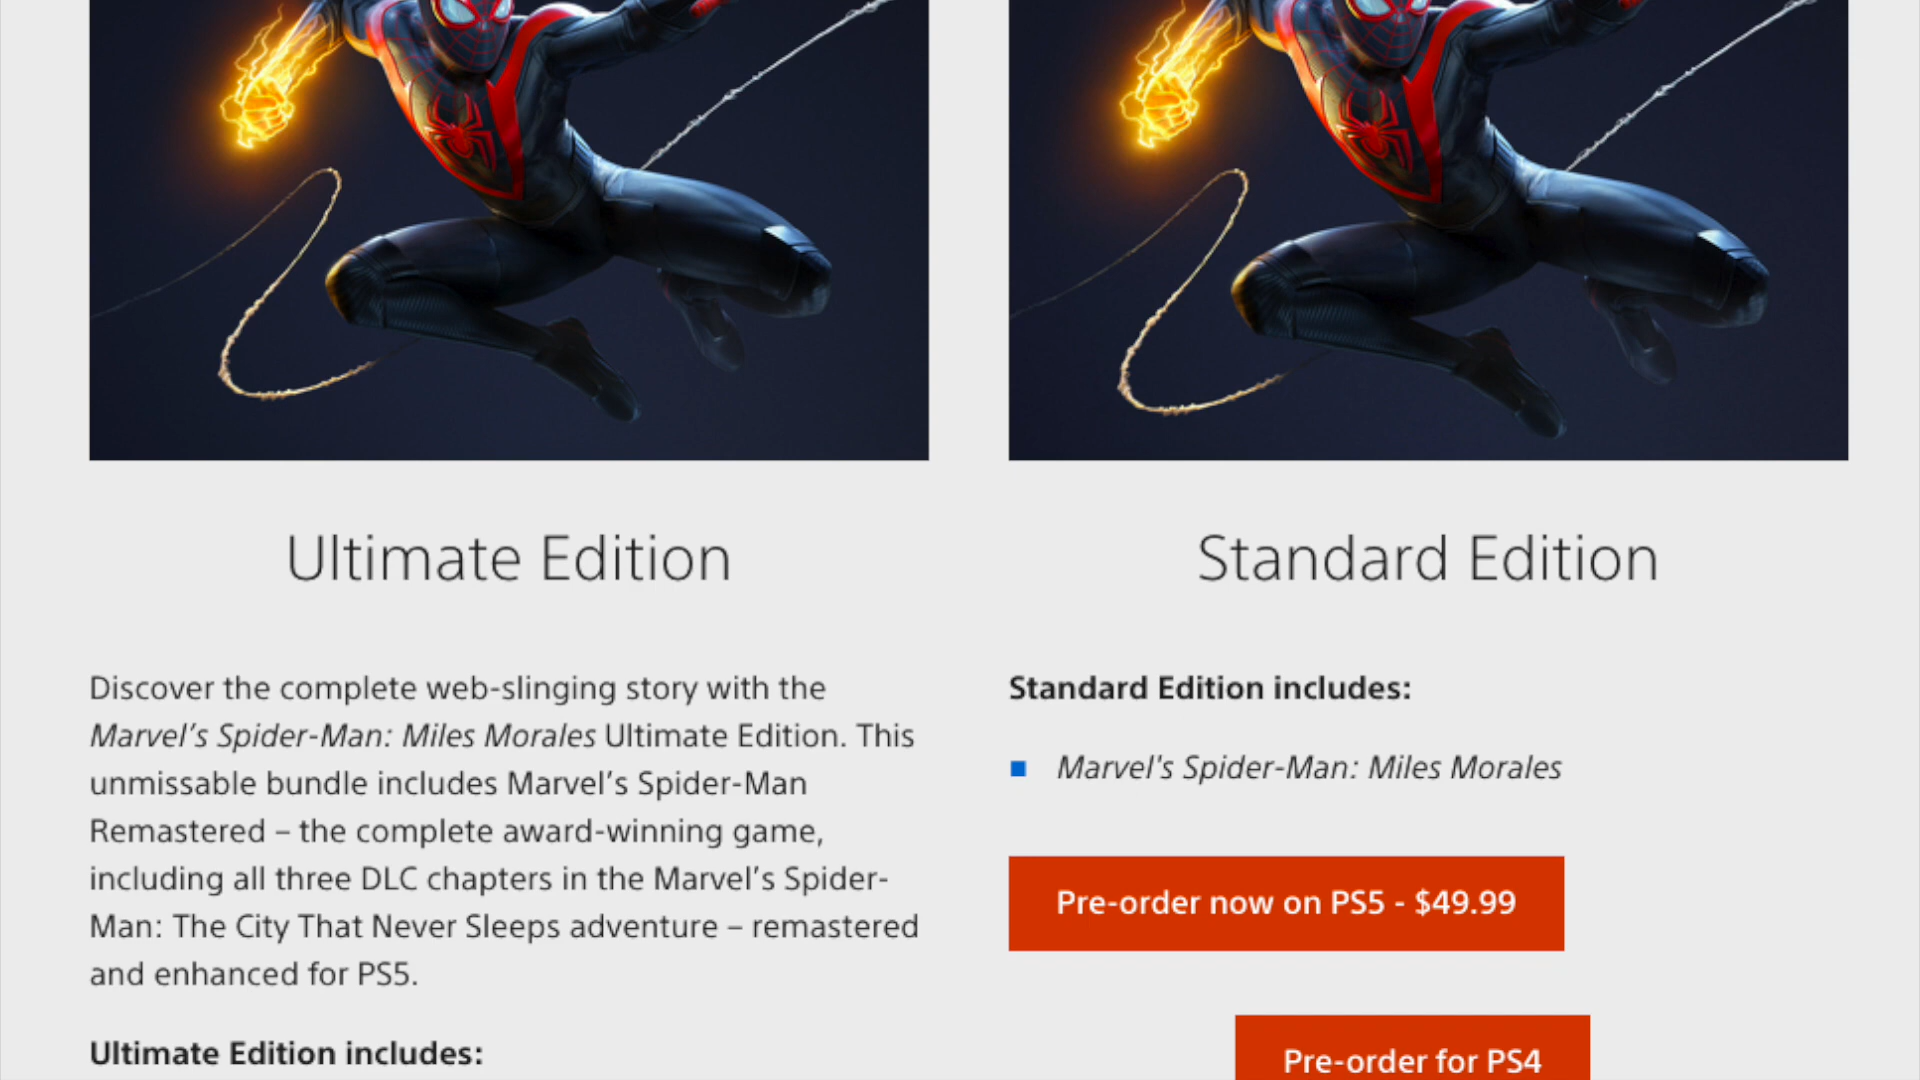 Ultimate Edition
Discover the complete web-slinging story with the
Marvel’s Spider-Man: Miles Morales Ultimate Edition. This
unmissable bundle includes Marvel’s Spider-Man
Remastered – the complete award-winning game,
including all three DLC chapters in the Marvel’s Spider-
Man: The City That Never Sleeps adventure – remastered
and enhanced for PS5.
Ultimate Edition includes:
Standard Edition
Standard Edition includes:
Marvel's Spider-Man: Miles Morales
Pre-order now on PS5 - $49.99
Pre-order for PS4